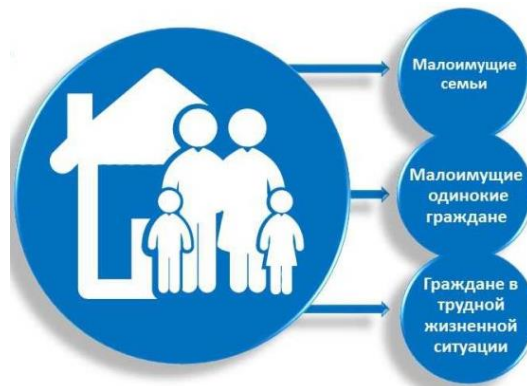 Малоимущие
семьи
Малоимущие
одинокие
граждане
Граждане в
трудной
жизненной
ситуации